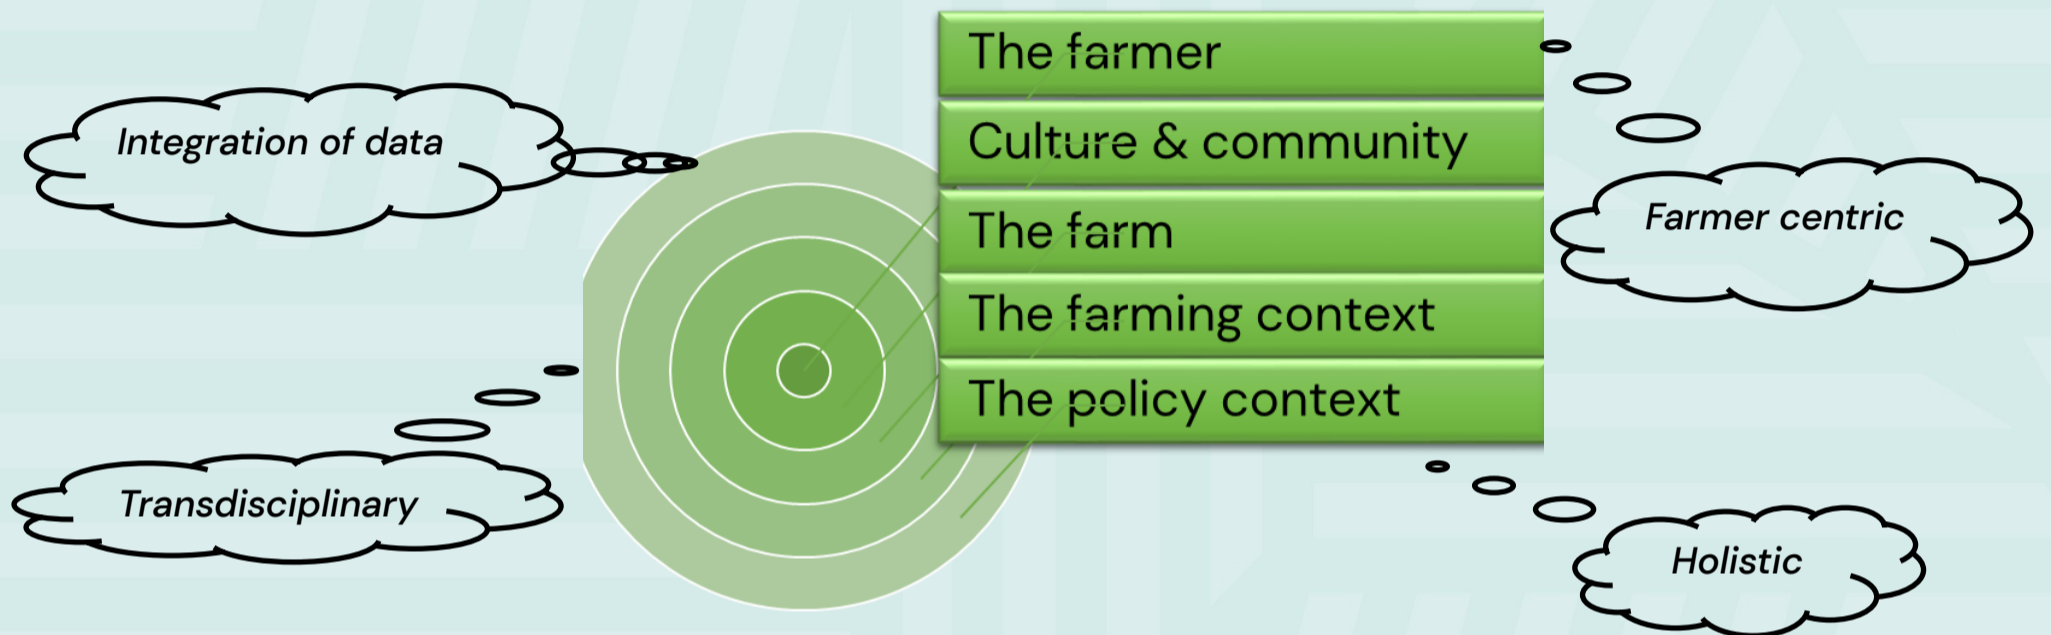 Integration of data
Transdisciplinary
The farmer
Culture & community
The farm
The farming context
The policy context
Farmer centric
Holistic